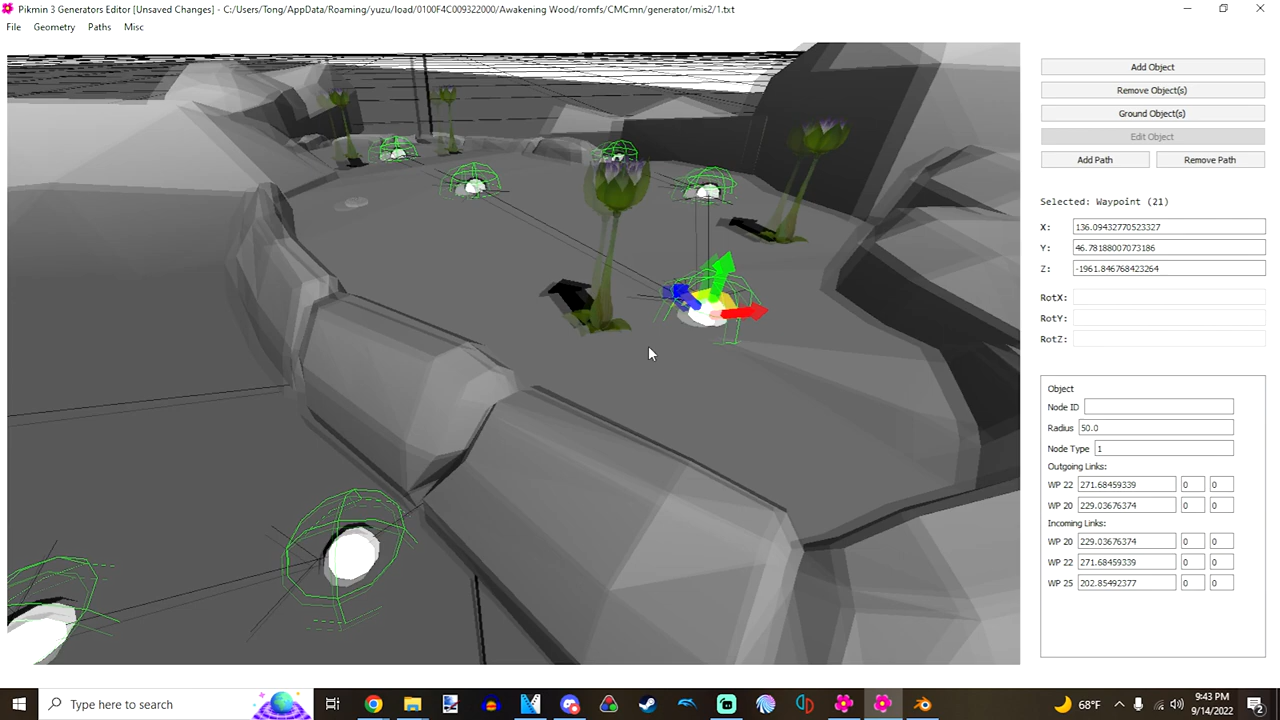 Pikmin 3 Generators Editor [Unsaved Changes] - C:/Users/Tong/AppData/Roaming/yuzu/load/0100F4C009322000/Awakening Wood/romfs/CMCmn/generator/mis2/1.txt
File Geometry Paths Misc
Add Object
Remove Object(s)
Ground Object(s)
Edit Object
Add Path Remove Path
Selected: Waypoint (21)
X: 136.09432770523327
Y: 46.78188007073186
Z: -1961.846768423264
RotX:
RotY:
RotZ:
Object
Node ID
Radius 50.0
Node Type 1
Outgoing Links:
WP 22 271.68459339 0 0
WP 20 229.03676374 0 0
Incoming Links:
WP 20 229.03676374 0 0
WP 22 271.68459339 0 0
WP 25 202.85492377 0 0
Type here to search
68°F
9:43 PM
9/14/2022
2